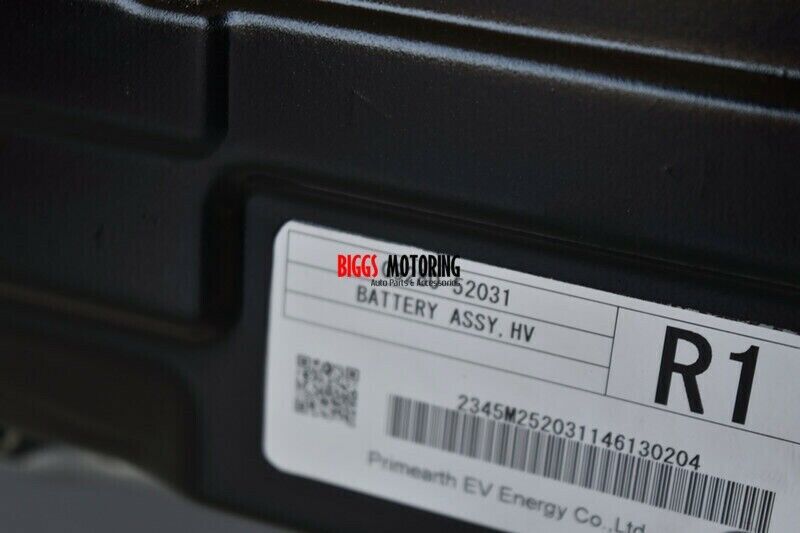 BIGGS MOTORING
Auto Parts & Accessories
52031
BATTERY ASSY, HV
R1
2345M252031146130204
Primearth EV Energy Co., Ltd